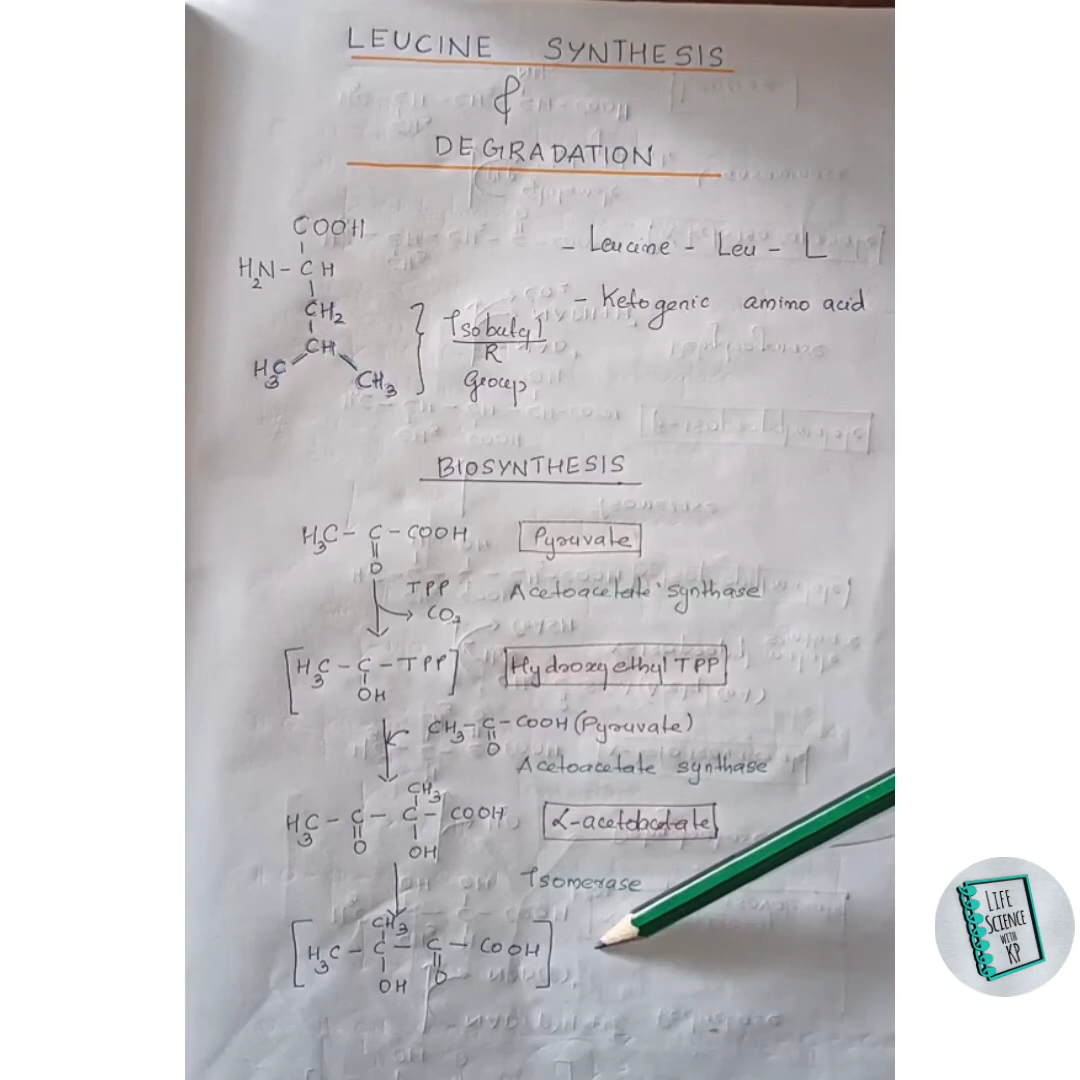 LEUCINE SYNTHESIS
&
DEGRADATION
COOH
H2N - CH
CH2
CH
H3C CH3
Isobutyl
R
Group
- Leucine - Leu - L
- Ketogenic amino acid
BIOSYNTHESIS
H3C - C - COOH Pyruvate
O
TPP Acetoacetate synthase
CO2
[H3C - C - TPP] Hydroxyethyl TPP
OH
CH3 - C - COOH (Pyruvate)
O
Acetoacetate synthase
CH3
H3C - C - C - COOH α-acetolactate
O OH
Isomerase
CH3
[H3C - C - C - COOH]
OH O
LIFE
SCIENCE
WITH
KP